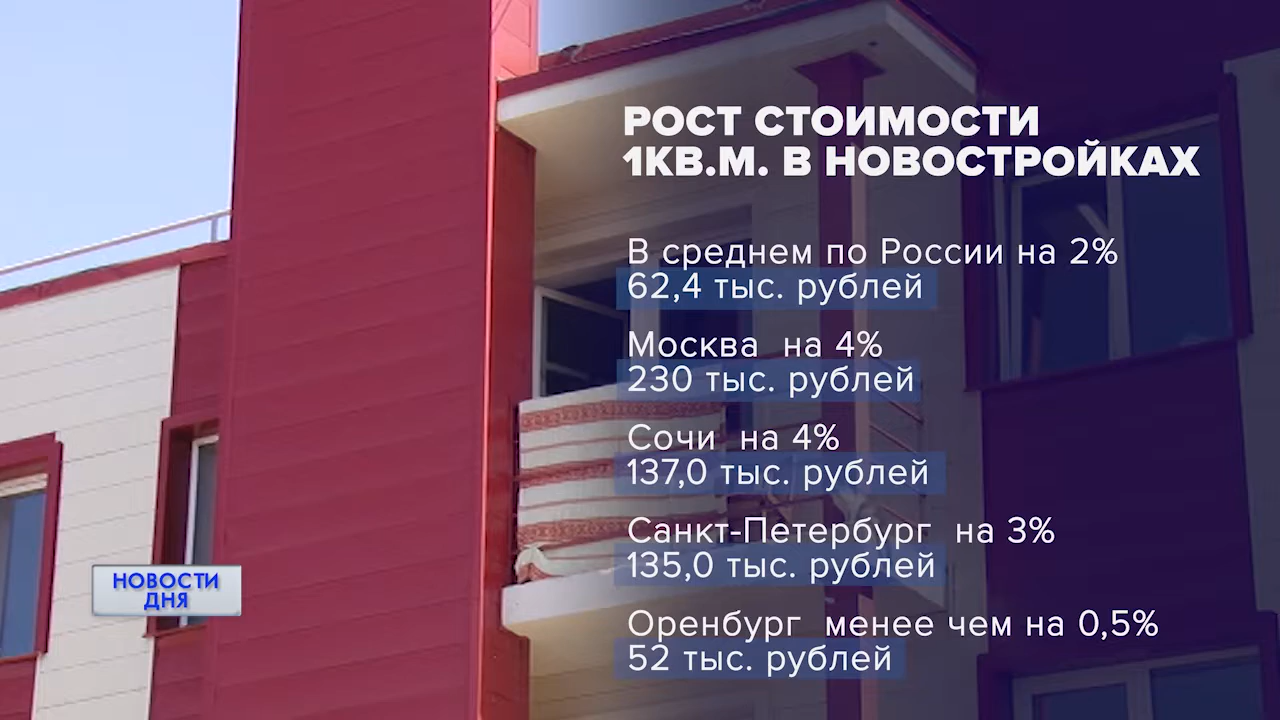 РОСТ СТОИМОСТИ
1КВ.М. В НОВОСТРОЙКАХ
В среднем по России на 2%
62,4 тыс. рублей
Москва на 4%
230 тыс. рублей
Сочи на 4%
137,0 тыс. рублей
Санкт-Петербург на 3%
135,0 тыс. рублей
Оренбург менее чем на 0,5%
52 тыс. рублей
НОВОСТИ
ДНЯ